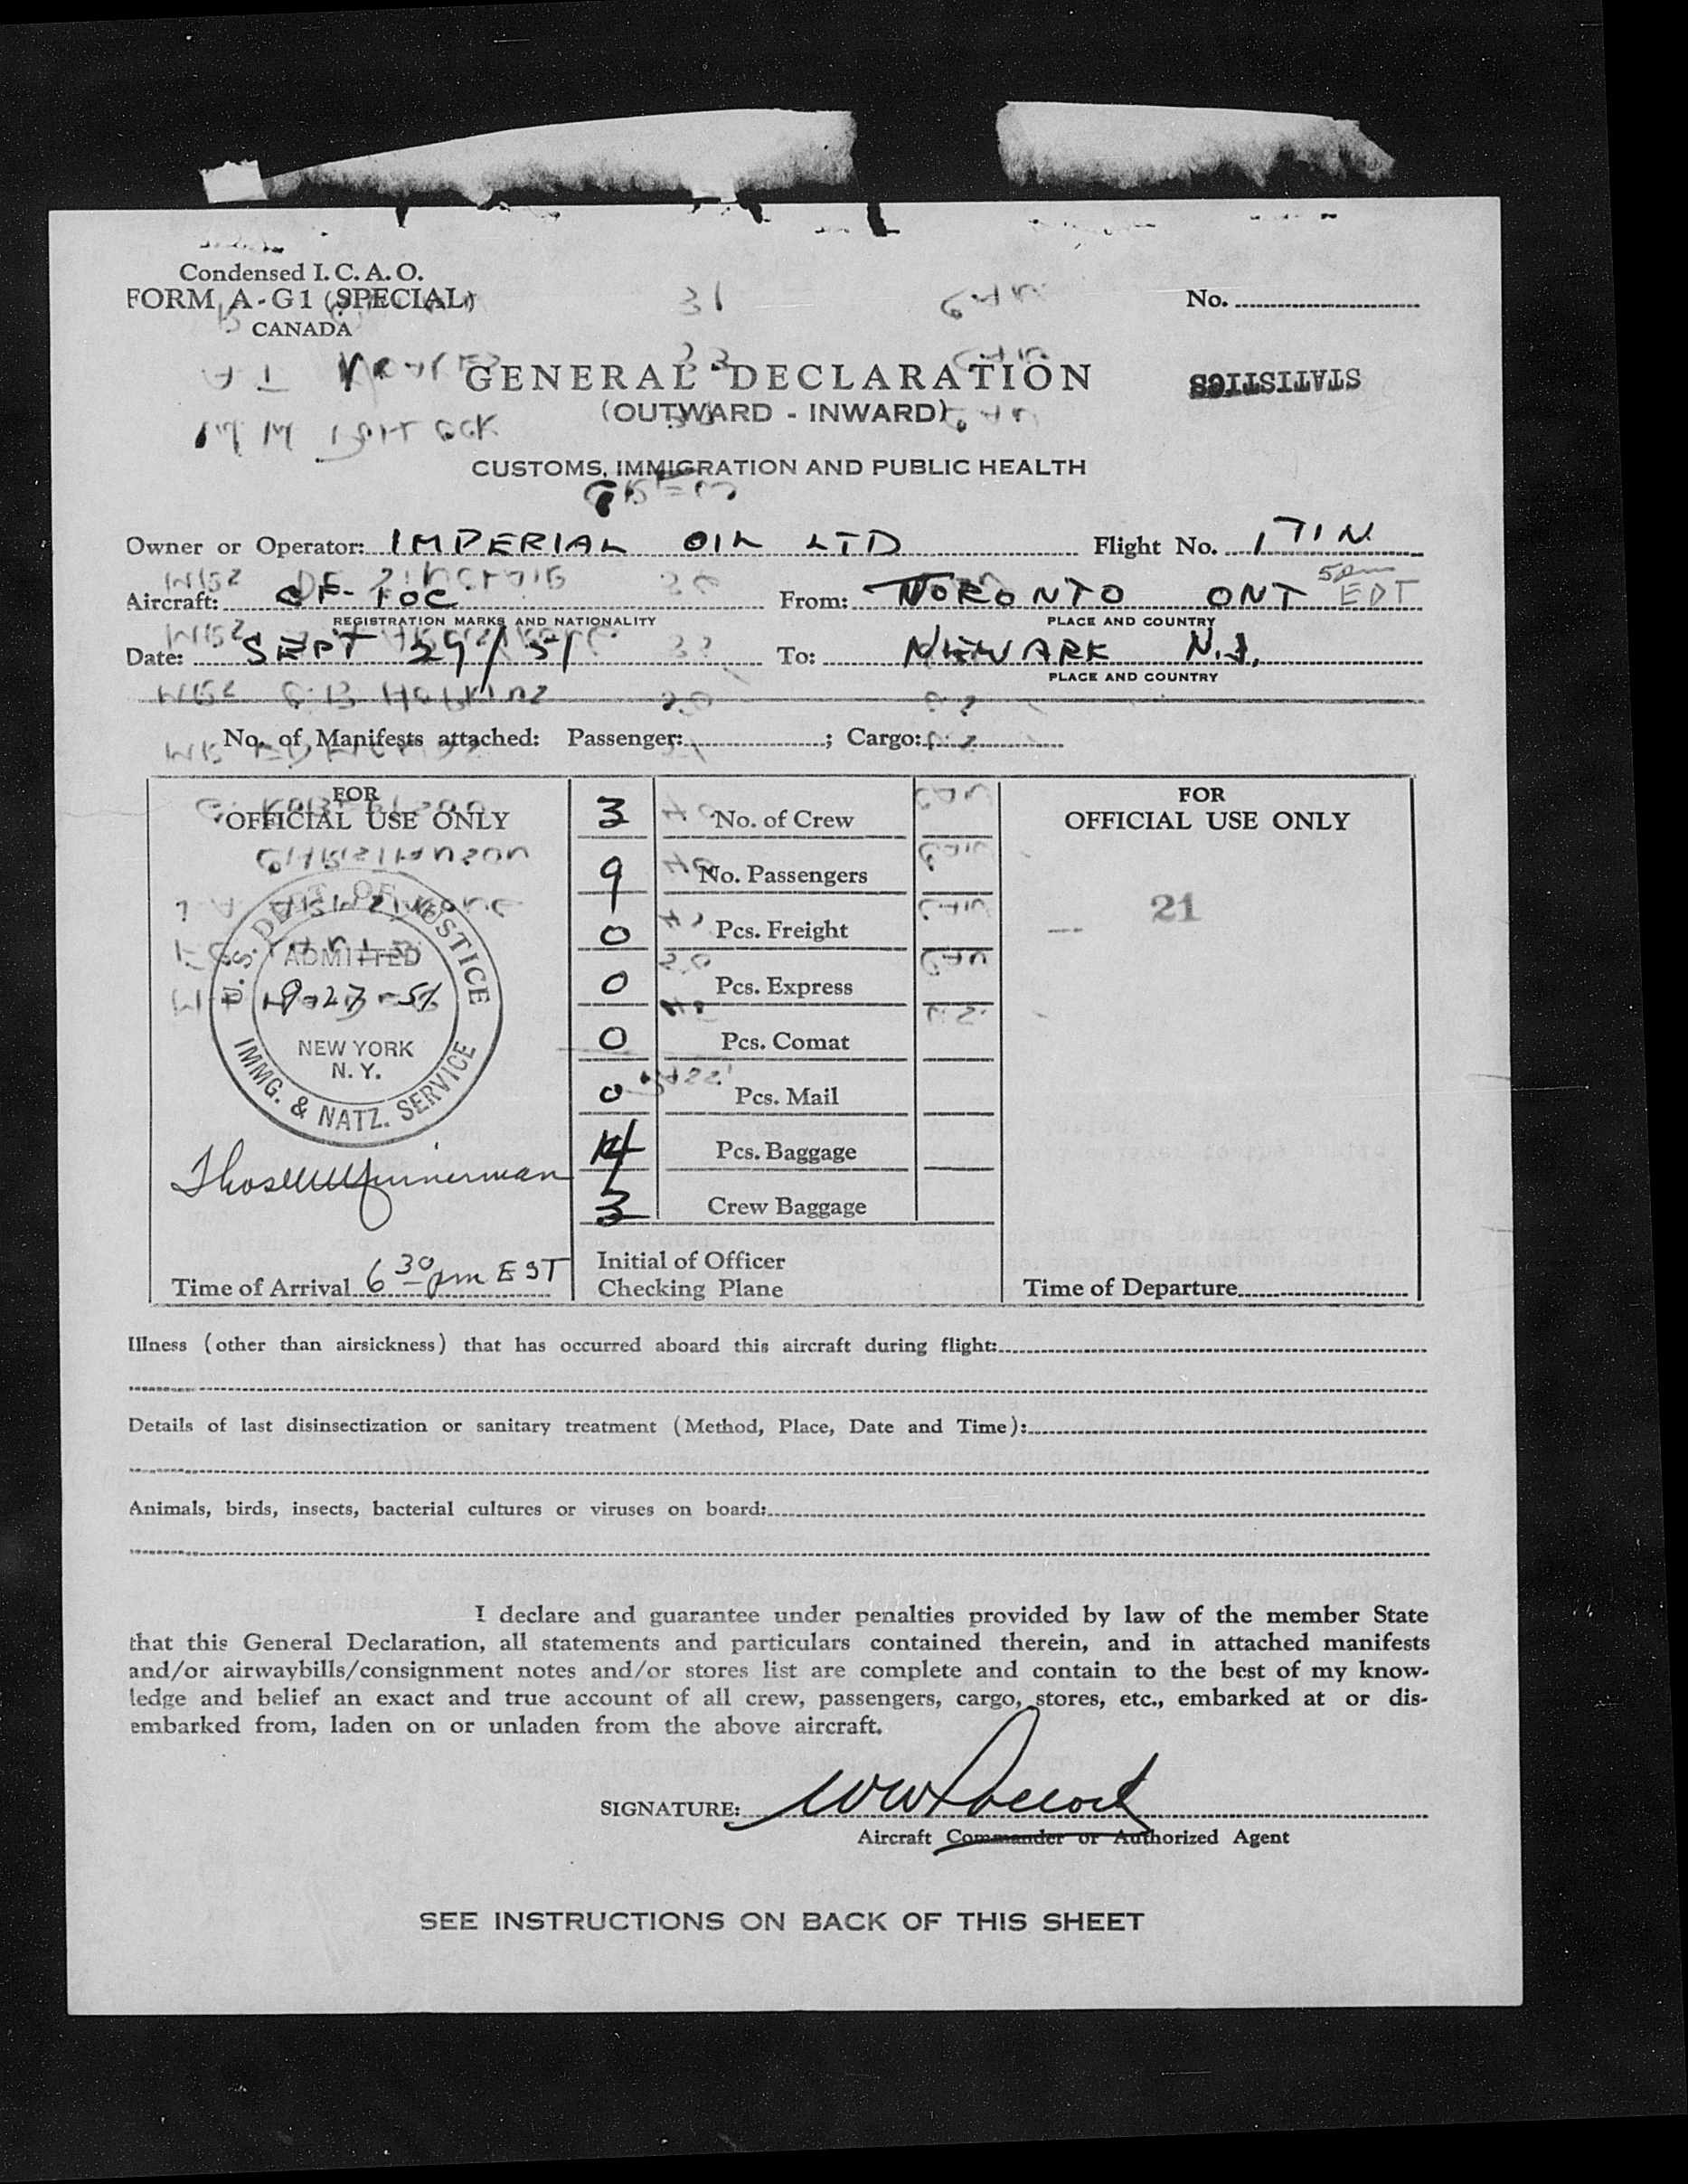 Condensed I. C. A. O.
FORM A-G1 (SPECIAL)
CANADA
No.
GENERAL DECLARATION
(OUTWARD - INWARD)
STATISTICS
CUSTOMS, IMMIGRATION AND PUBLIC HEALTH
Owner or Operator: IMPERIAL OIL LTD Flight No.
5 pm
Aircraft: CF-IOC From: TORONTO ONT EDT
REGISTRATION MARKS AND NATIONALITY PLACE AND COUNTRY
Date: SEPT 29/51 To: NEWARK N.J.
PLACE AND COUNTRY
No. of Manifests attached: Passenger: ; Cargo:
FOR OFFICIAL USE ONLY
3 No. of Crew
9 No. Passengers
0 Pcs. Freight
0 Pcs. Express
0 Pcs. Comat
0 Pcs. Mail
14 Pcs. Baggage
3 Crew Baggage
FOR OFFICIAL USE ONLY
21
U.S. DEPT. OF JUSTICE
ADMITTED
NEW YORK
N. Y.
IMMG. & NATZ. SERVICE
Time of Arrival 6 30 pm EST
Initial of Officer
Checking Plane
Time of Departure
Illness (other than airsickness) that has occurred aboard this aircraft during flight:
Details of last disinsectization or sanitary treatment (Method, Place, Date and Time):
Animals, birds, insects, bacterial cultures or viruses on board:
I declare and guarantee under penalties provided by law of the member State
that this General Declaration, all statements and particulars contained therein, and in attached manifests
and/or airwaybills/consignment notes and/or stores list are complete and contain to the best of my know-
ledge and belief an exact and true account of all crew, passengers, cargo, stores, etc., embarked at or dis-
embarked from, laden on or unladen from the above aircraft.
SIGNATURE: WW Pocock
Aircraft Commander or Authorized Agent
SEE INSTRUCTIONS ON BACK OF THIS SHEET